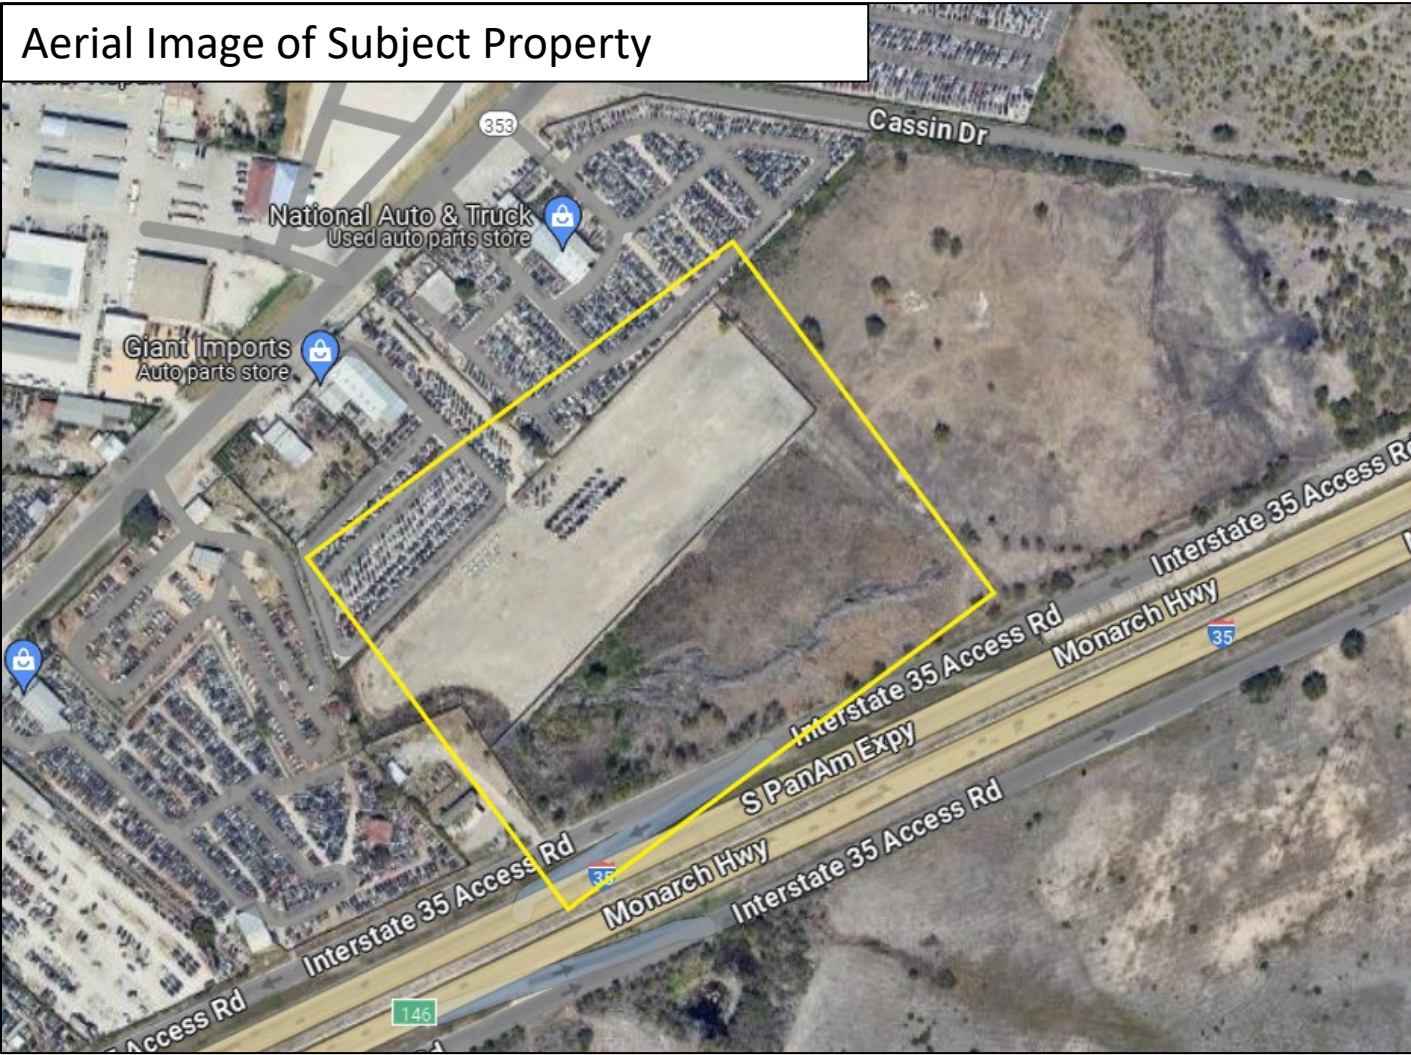 Aerial Image of Subject Property
353
Cassin Dr
National Auto & Truck
Used auto parts store
Giant Imports
Auto parts store
Interstate 35 Access Rd
Monarch Hwy
35
Interstate 35 Access Rd
S PanAm Expy
Interstate 35 Access Rd
35
Monarch Hwy
Interstate 35 Access Rd
146
Access Rd